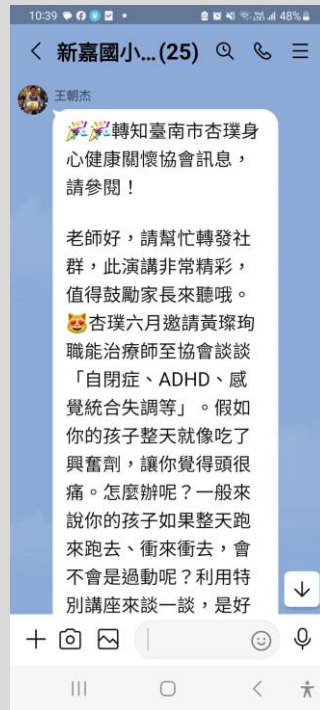 10:39
48%
新嘉國小...(25)
王朝杰
🎉🎉轉知臺南市杏璞身
心健康關懷協會訊息，
請參閱！
老師好，請幫忙轉發社
群，此演講非常精彩，
值得鼓勵家長來聽哦。
😻杏璞六月邀請黃璨珣
職能治療師至協會談談
「自閉症、ADHD、感
覺統合失調等」。假如
你的孩子整天就像吃了
興奮劑，讓你覺得頭很
痛。怎麼辦呢？一般來
說你的孩子如果整天跑
來跑去、衝來衝去，會
不會是過動呢？利用特
別講座來談一談，是好